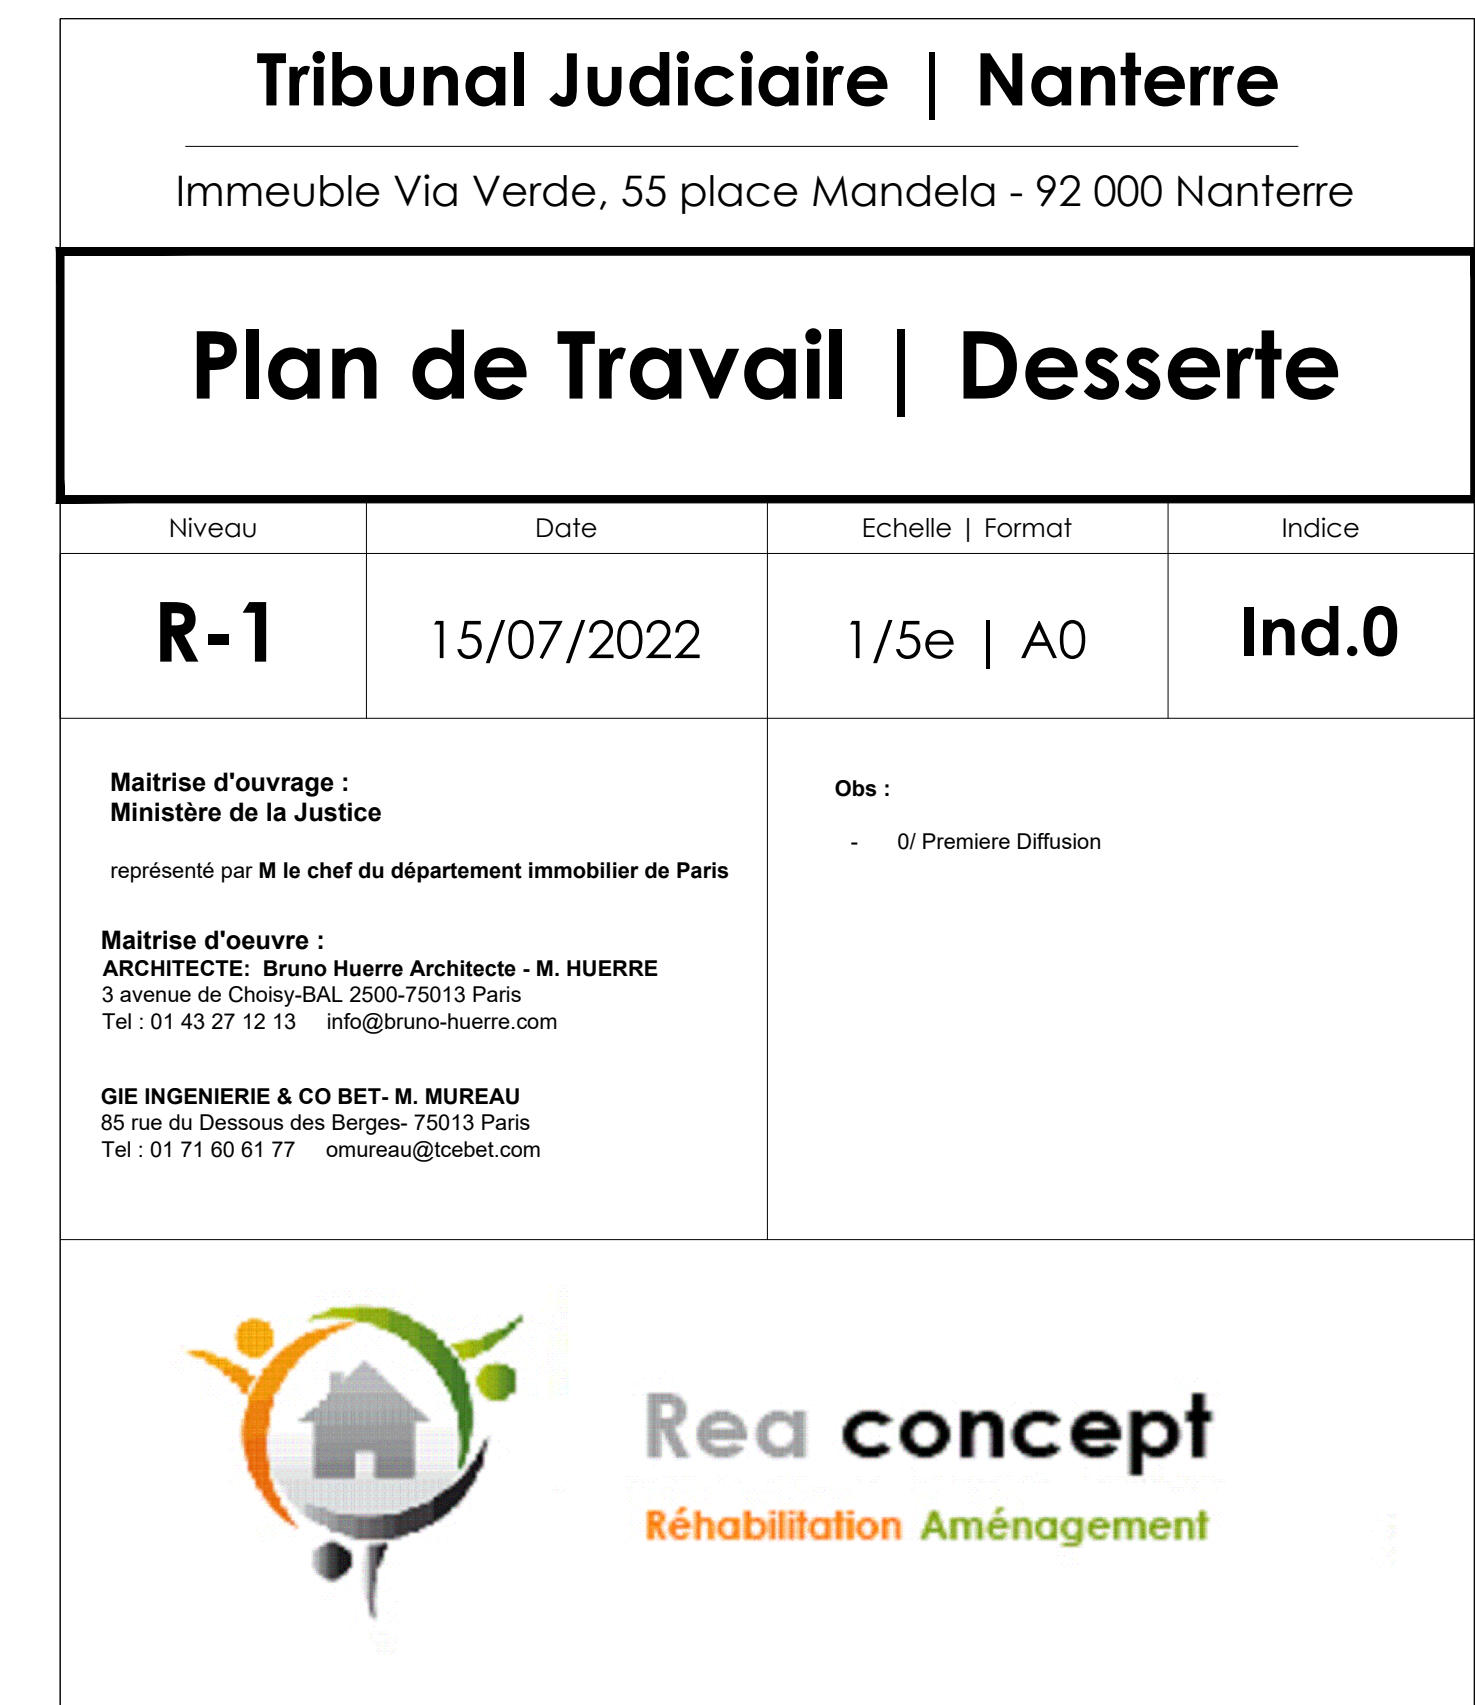 Tribunal Judiciaire | Nanterre
Immeuble Via Verde, 55 place Mandela - 92 000 Nanterre
Plan de Travail | Desserte
Niveau Date Echelle | Format Indice
R-1 15/07/2022 1/5e | A0 Ind.0
Maitrise d'ouvrage :
Ministère de la Justice
représenté par M le chef du département immobilier de Paris
Maitrise d'oeuvre :
ARCHITECTE: Bruno Huerre Architecte - M. HUERRE
3 avenue de Choisy-BAL 2500-75013 Paris
Tel : 01 43 27 12 13 info@bruno-huerre.com
GIE INGENIERIE & CO BET- M. MUREAU
85 rue du Dessous des Berges- 75013 Paris
Tel : 01 71 60 61 77 omureau@tcebet.com
Obs :
- 0/ Premiere Diffusion
Rea concept
Réhabilitation Aménagement